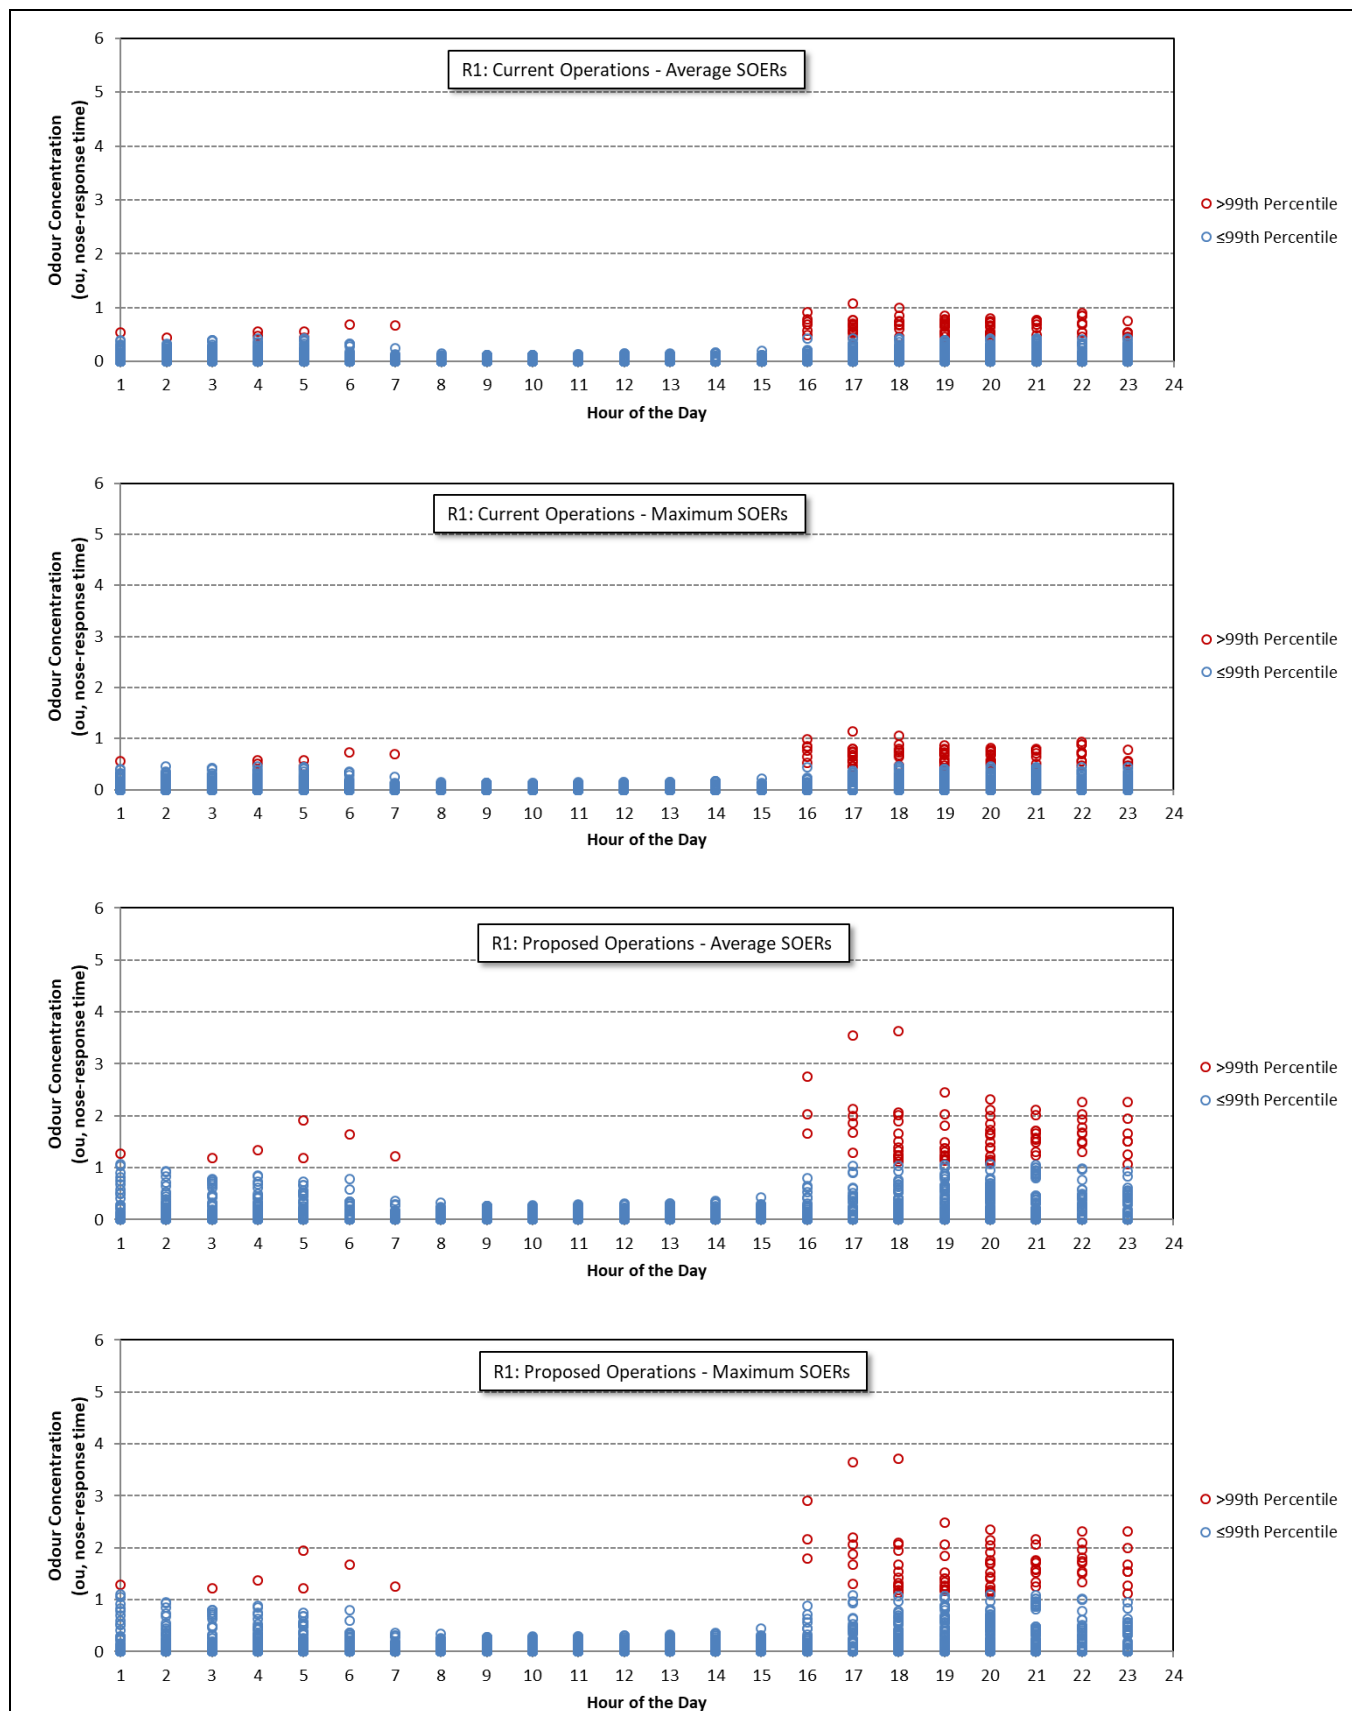 R1: Current Operations - Average SOERs
Odour Concentration
(ou, nose-response time)
6
5
4
3
2
1
0
1 2 3 4 5 6 7 8 9 10 11 12 13 14 15 16 17 18 19 20 21 22 23 24
Hour of the Day
>99th Percentile
≤99th Percentile
R1: Current Operations - Maximum SOERs
Odour Concentration
(ou, nose-response time)
6
5
4
3
2
1
0
1 2 3 4 5 6 7 8 9 10 11 12 13 14 15 16 17 18 19 20 21 22 23 24
Hour of the Day
>99th Percentile
≤99th Percentile
R1: Proposed Operations - Average SOERs
Odour Concentration
(ou, nose-response time)
6
5
4
3
2
1
0
1 2 3 4 5 6 7 8 9 10 11 12 13 14 15 16 17 18 19 20 21 22 23 24
Hour of the Day
>99th Percentile
≤99th Percentile
R1: Proposed Operations - Maximum SOERs
Odour Concentration
(ou, nose-response time)
6
5
4
3
2
1
0
1 2 3 4 5 6 7 8 9 10 11 12 13 14 15 16 17 18 19 20 21 22 23 24
Hour of the Day
>99th Percentile
≤99th Percentile